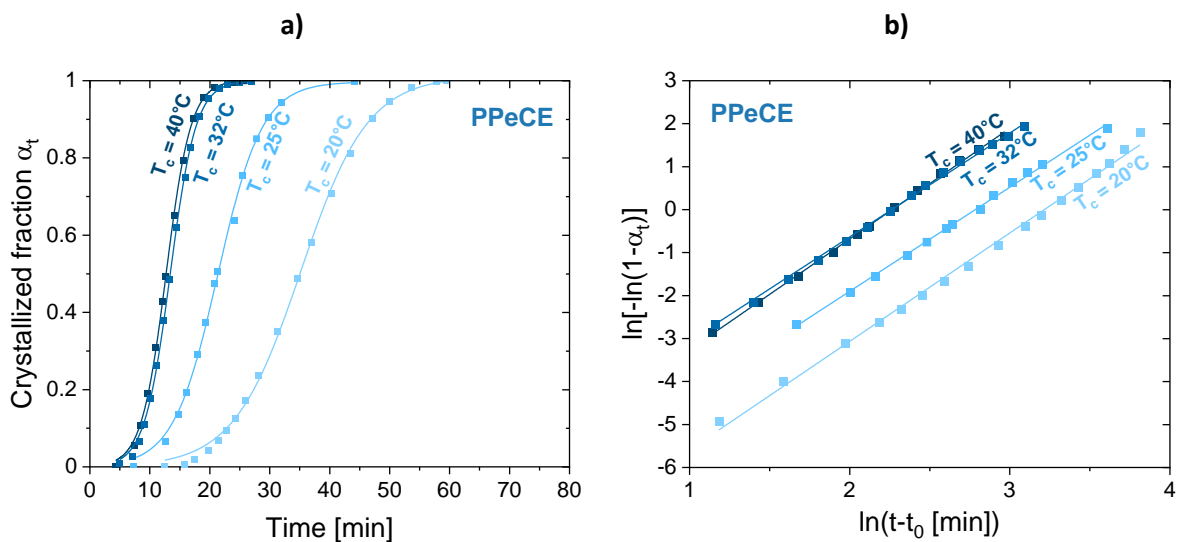 a)
Crystallized fraction αt
1
0.8
0.6
0.4
0.2
0
0 10 20 30 40 50 60 70 80
Time [min]
PPeCE
Tc = 40°C
Tc = 32°C
Tc = 25°C
Tc = 20°C
b)
ln[-ln(1-αt)]
3
2
1
0
-1
-2
-3
-4
-5
-6
1 2 3 4
ln(t-t0 [min])
PPeCE
Tc = 40°C
Tc = 32°C
Tc = 25°C
Tc = 20°C